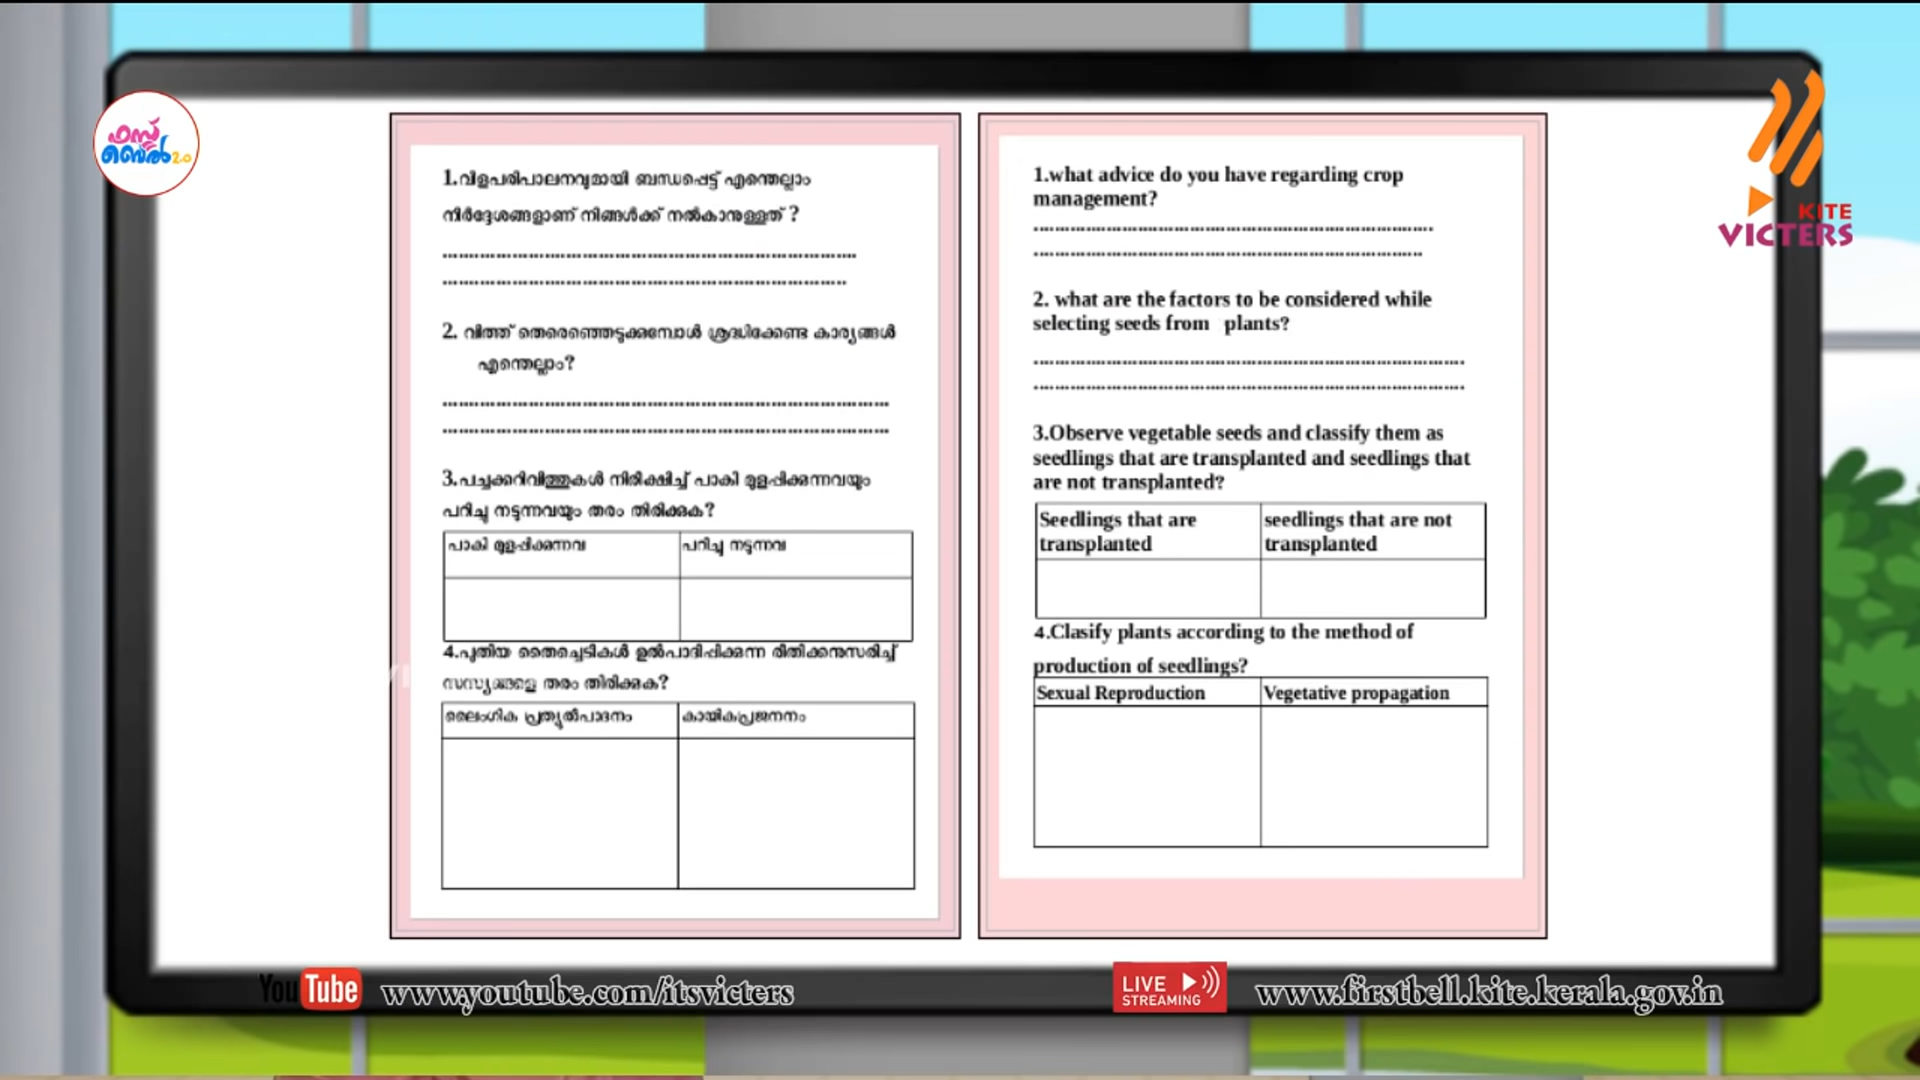 ഫസ്റ്റ്
ബെൽ 2.0
KITE
VICTERS
1.വിളപരിപാലനവുമായി ബന്ധപ്പെട്ട് എന്തെല്ലാം
നിർദ്ദേശങ്ങളാണ് നിങ്ങൾക്ക് നൽകാനുള്ളത് ?
2. വിത്ത് തെരെഞ്ഞെടുക്കുമ്പോൾ ശ്രദ്ധിക്കേണ്ട കാര്യങ്ങൾ
എന്തെല്ലാം?
3.പച്ചക്കറിവിത്തുകൾ നിരീക്ഷിച്ച് പാകി മുളപ്പിക്കുന്നവയും
പറിച്ചു നടുന്നവയും തരം തിരിക്കുക?
പാകി മുളപ്പിക്കുന്നവ പറിച്ചു നടുന്നവ
4.പുതിയ തൈച്ചെടികൾ ഉൽപാദിപ്പിക്കുന്ന രീതിക്കനുസരിച്ച്
സസ്യങ്ങളെ തരം തിരിക്കുക?
ലൈംഗിക പ്രത്യുൽപാദനം കായികപ്രജനനം
1.what advice do you have regarding crop
management?
2. what are the factors to be considered while
selecting seeds from plants?
3.Observe vegetable seeds and classify them as
seedlings that are transplanted and seedlings that
are not transplanted?
Seedlings that are seedlings that are not
transplanted transplanted
4.Clasify plants according to the method of
production of seedlings?
Sexual Reproduction Vegetative propagation
YouTube www.youtube.com/itsvicters
LIVE
STREAMING
www.firstbell.kite.kerala.gov.in